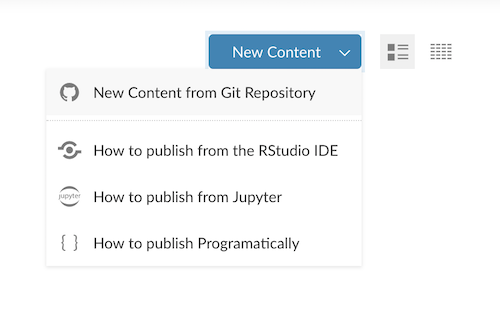 New Content
New Content from Git Repository
How to publish from the RStudio IDE
jupyter
How to publish from Jupyter
{ }
How to publish Programatically